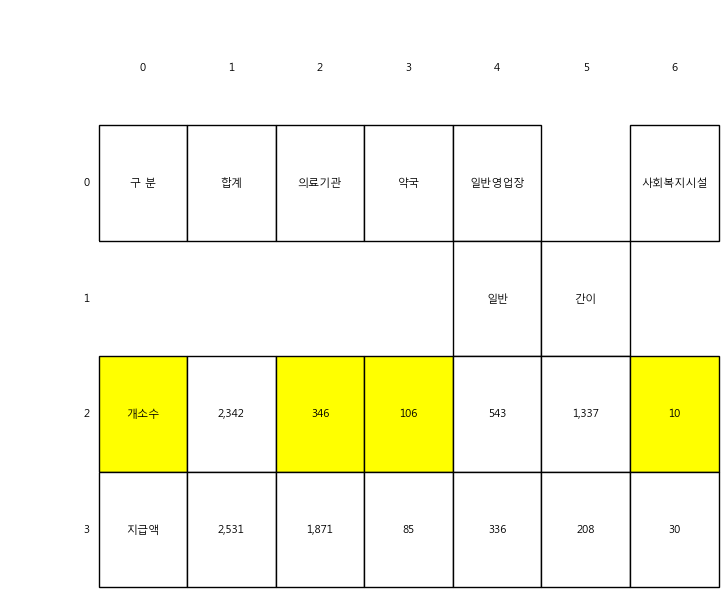 0 1 2 3 4 5 6
0 구 분 합계 의료기관 약국 일반영업장 사회복지시설
1 일반 간이
2 개소수 2,342 346 106 543 1,337 10
3 지급액 2,531 1,871 85 336 208 30